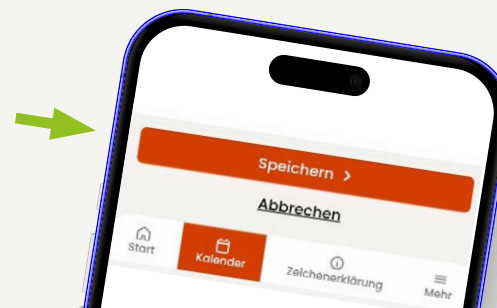 Speichern
Abbrechen
Start
Kalender
Zeichenerklärung
Mehr